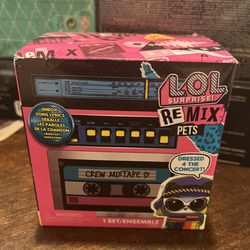 L.O.L.
SURPRISE!
REMIX
PETS
UNBOX
SONG LYRICS
DÉBALLE
LES PAROLES
DE LA CHANSON
DRESSED
4 THE
CONCERT!
CREW MIXTAPE
WARNING:
1 SET/ENSEMBLE